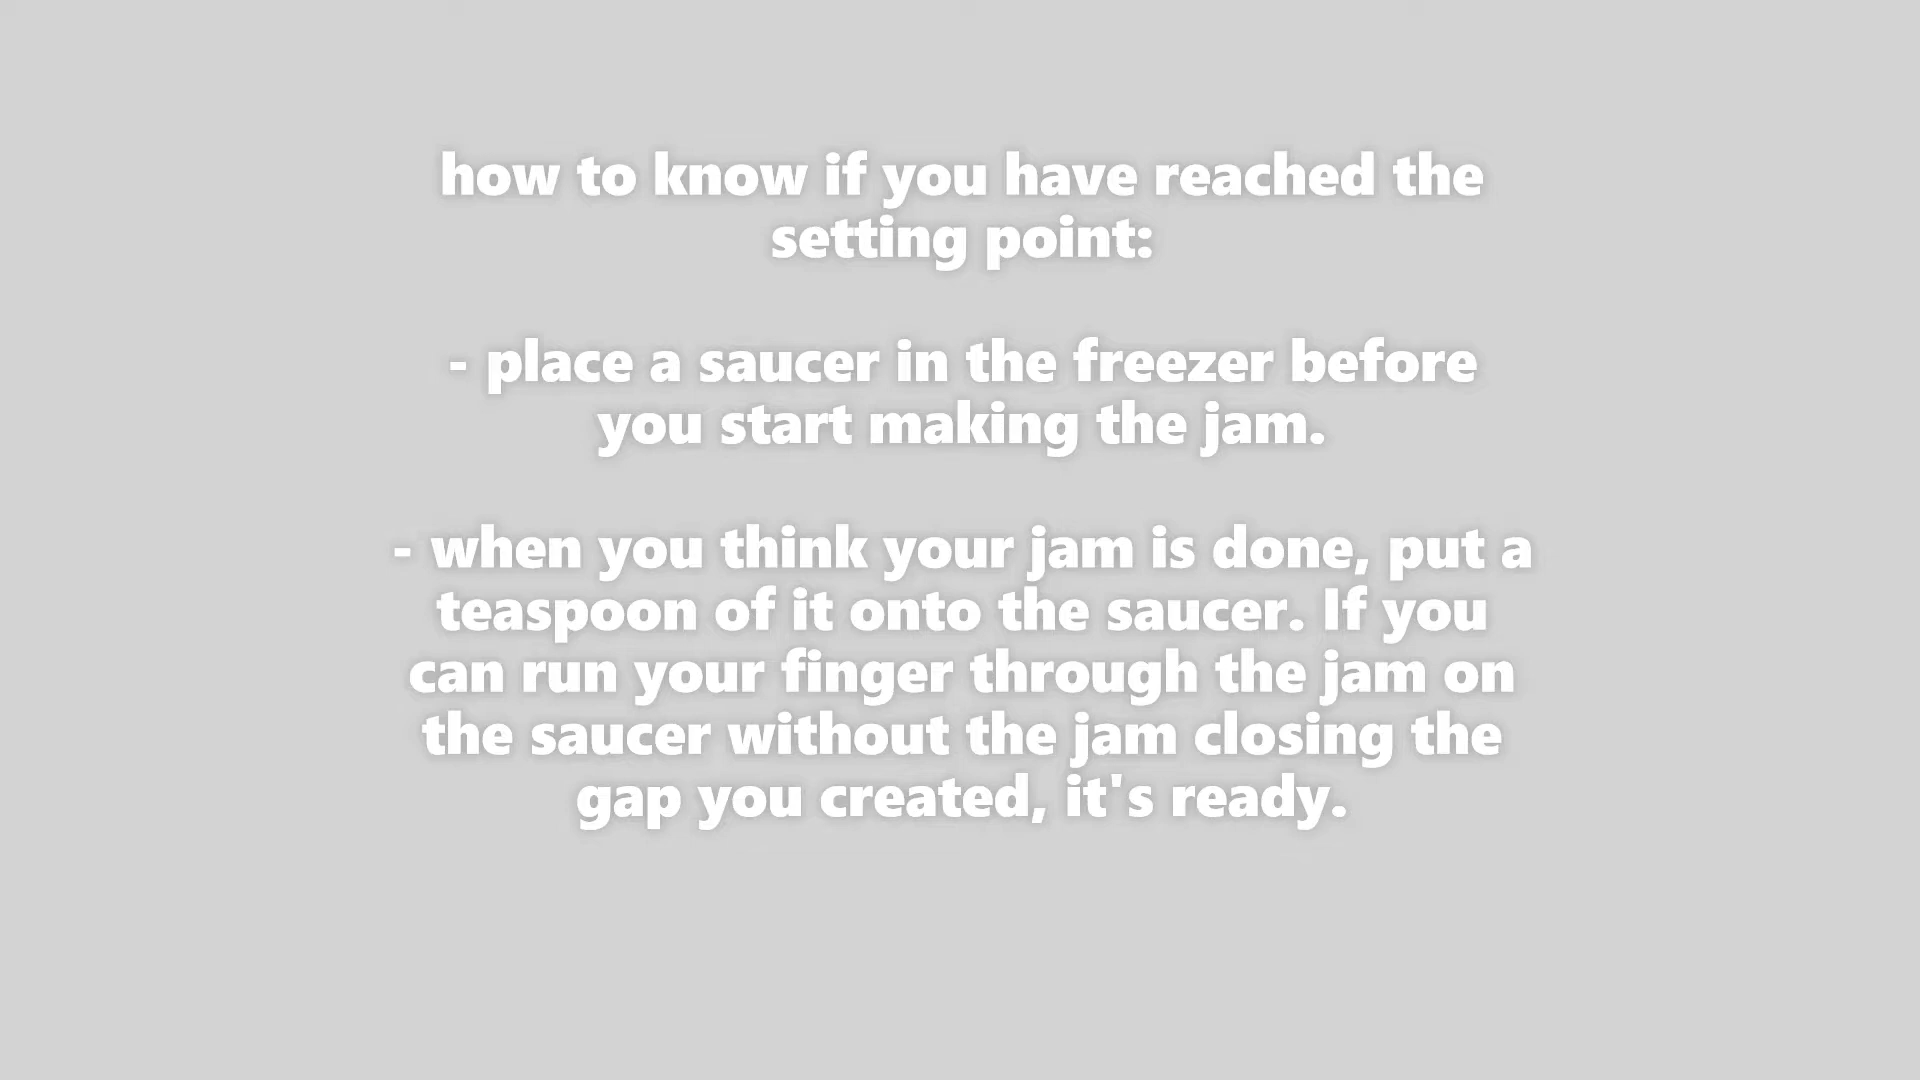 how to know if you have reached the
setting point:
- place a saucer in the freezer before
you start making the jam.
- when you think your jam is done, put a
teaspoon of it onto the saucer. If you
can run your finger through the jam on
the saucer without the jam closing the
gap you created, it's ready.